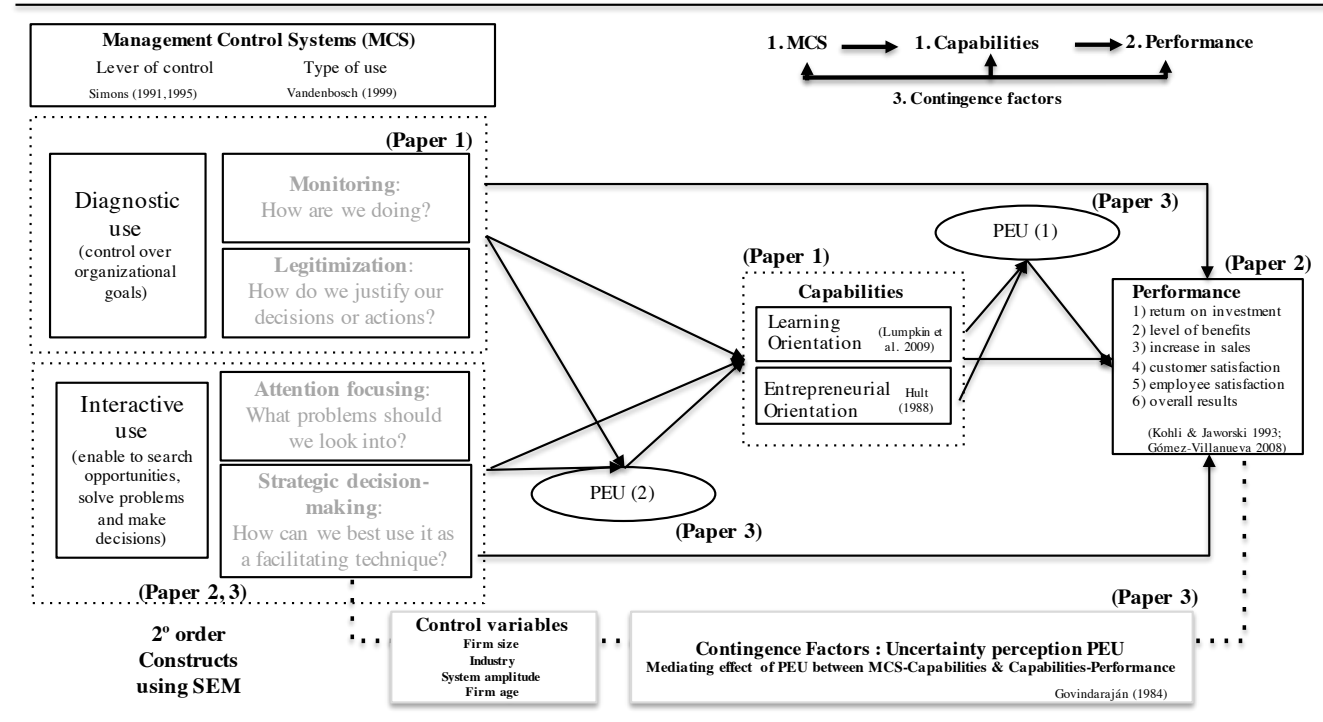 Management Control Systems (MCS)
Lever of control Type of use
Simons (1991,1995) Vandenbosch (1999)
1. MCS 1. Capabilities 2. Performance
3. Contingence factors
(Paper 1)
Diagnostic
use
(control over
organizational
goals)
Monitoring:
How are we doing?
Legitimization:
How do we justify our
decisions or actions?
Interactive
use
(enable to search
opportunities,
solve problems
and make
decisions)
Attention focusing:
What problems should
we look into?
Strategic decision-
making:
How can we best use it as
a facilitating technique?
(Paper 2, 3)
2º order
Constructs
using SEM
PEU (2)
(Paper 3)
(Paper 1)
Capabilities
Learning
Orientation
(Lumpkin et
al. 2009)
Entrepreneurial
Orientation
Hult
(1988)
(Paper 3)
PEU (1)
(Paper 2)
Performance
1) return on investment
2) level of benefits
3) increase in sales
4) customer satisfaction
5) employee satisfaction
6) overall results
(Kohli & Jaworski 1993;
Gómez-Villanueva 2008)
Control variables
Firm size
Industry
System amplitude
Firm age
(Paper 3)
Contingence Factors : Uncertainty perception PEU
Mediating effect of PEU between MCS-Capabilities & Capabilities-Performance
Govindaraján (1984)